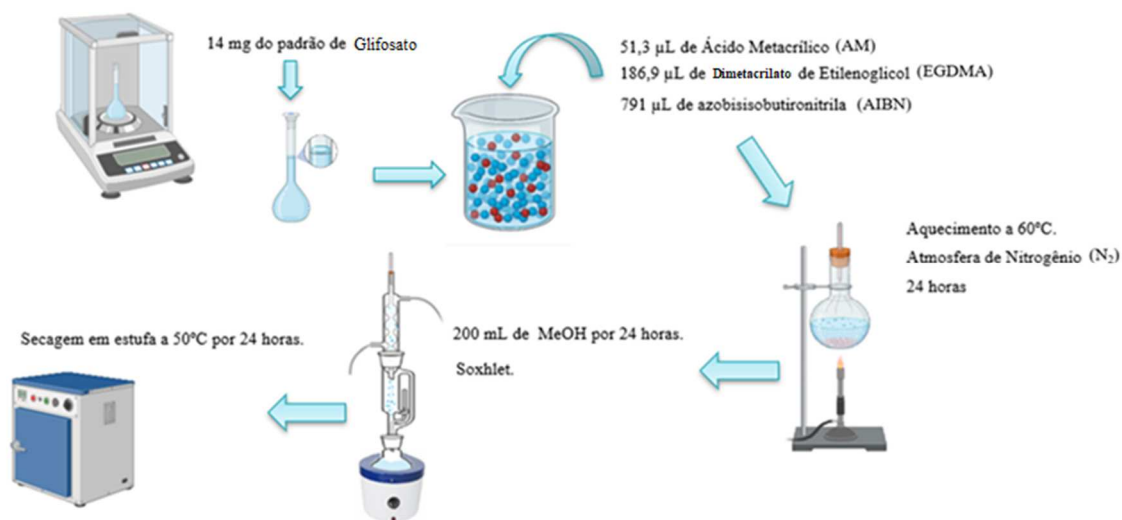 14 mg do padrão de Glifosato
51,3 µL de Ácido Metacrílico (AM)
186,9 µL de Dimetacrilato de Etilenoglicol (EGDMA)
791 µL de azobisisobutironitrila (AIBN)
Aquecimento a 60ºC.
Atmosfera de Nitrogênio (N₂)
24 horas
200 mL de MeOH por 24 horas.
Soxhlet.
Secagem em estufa a 50ºC por 24 horas.